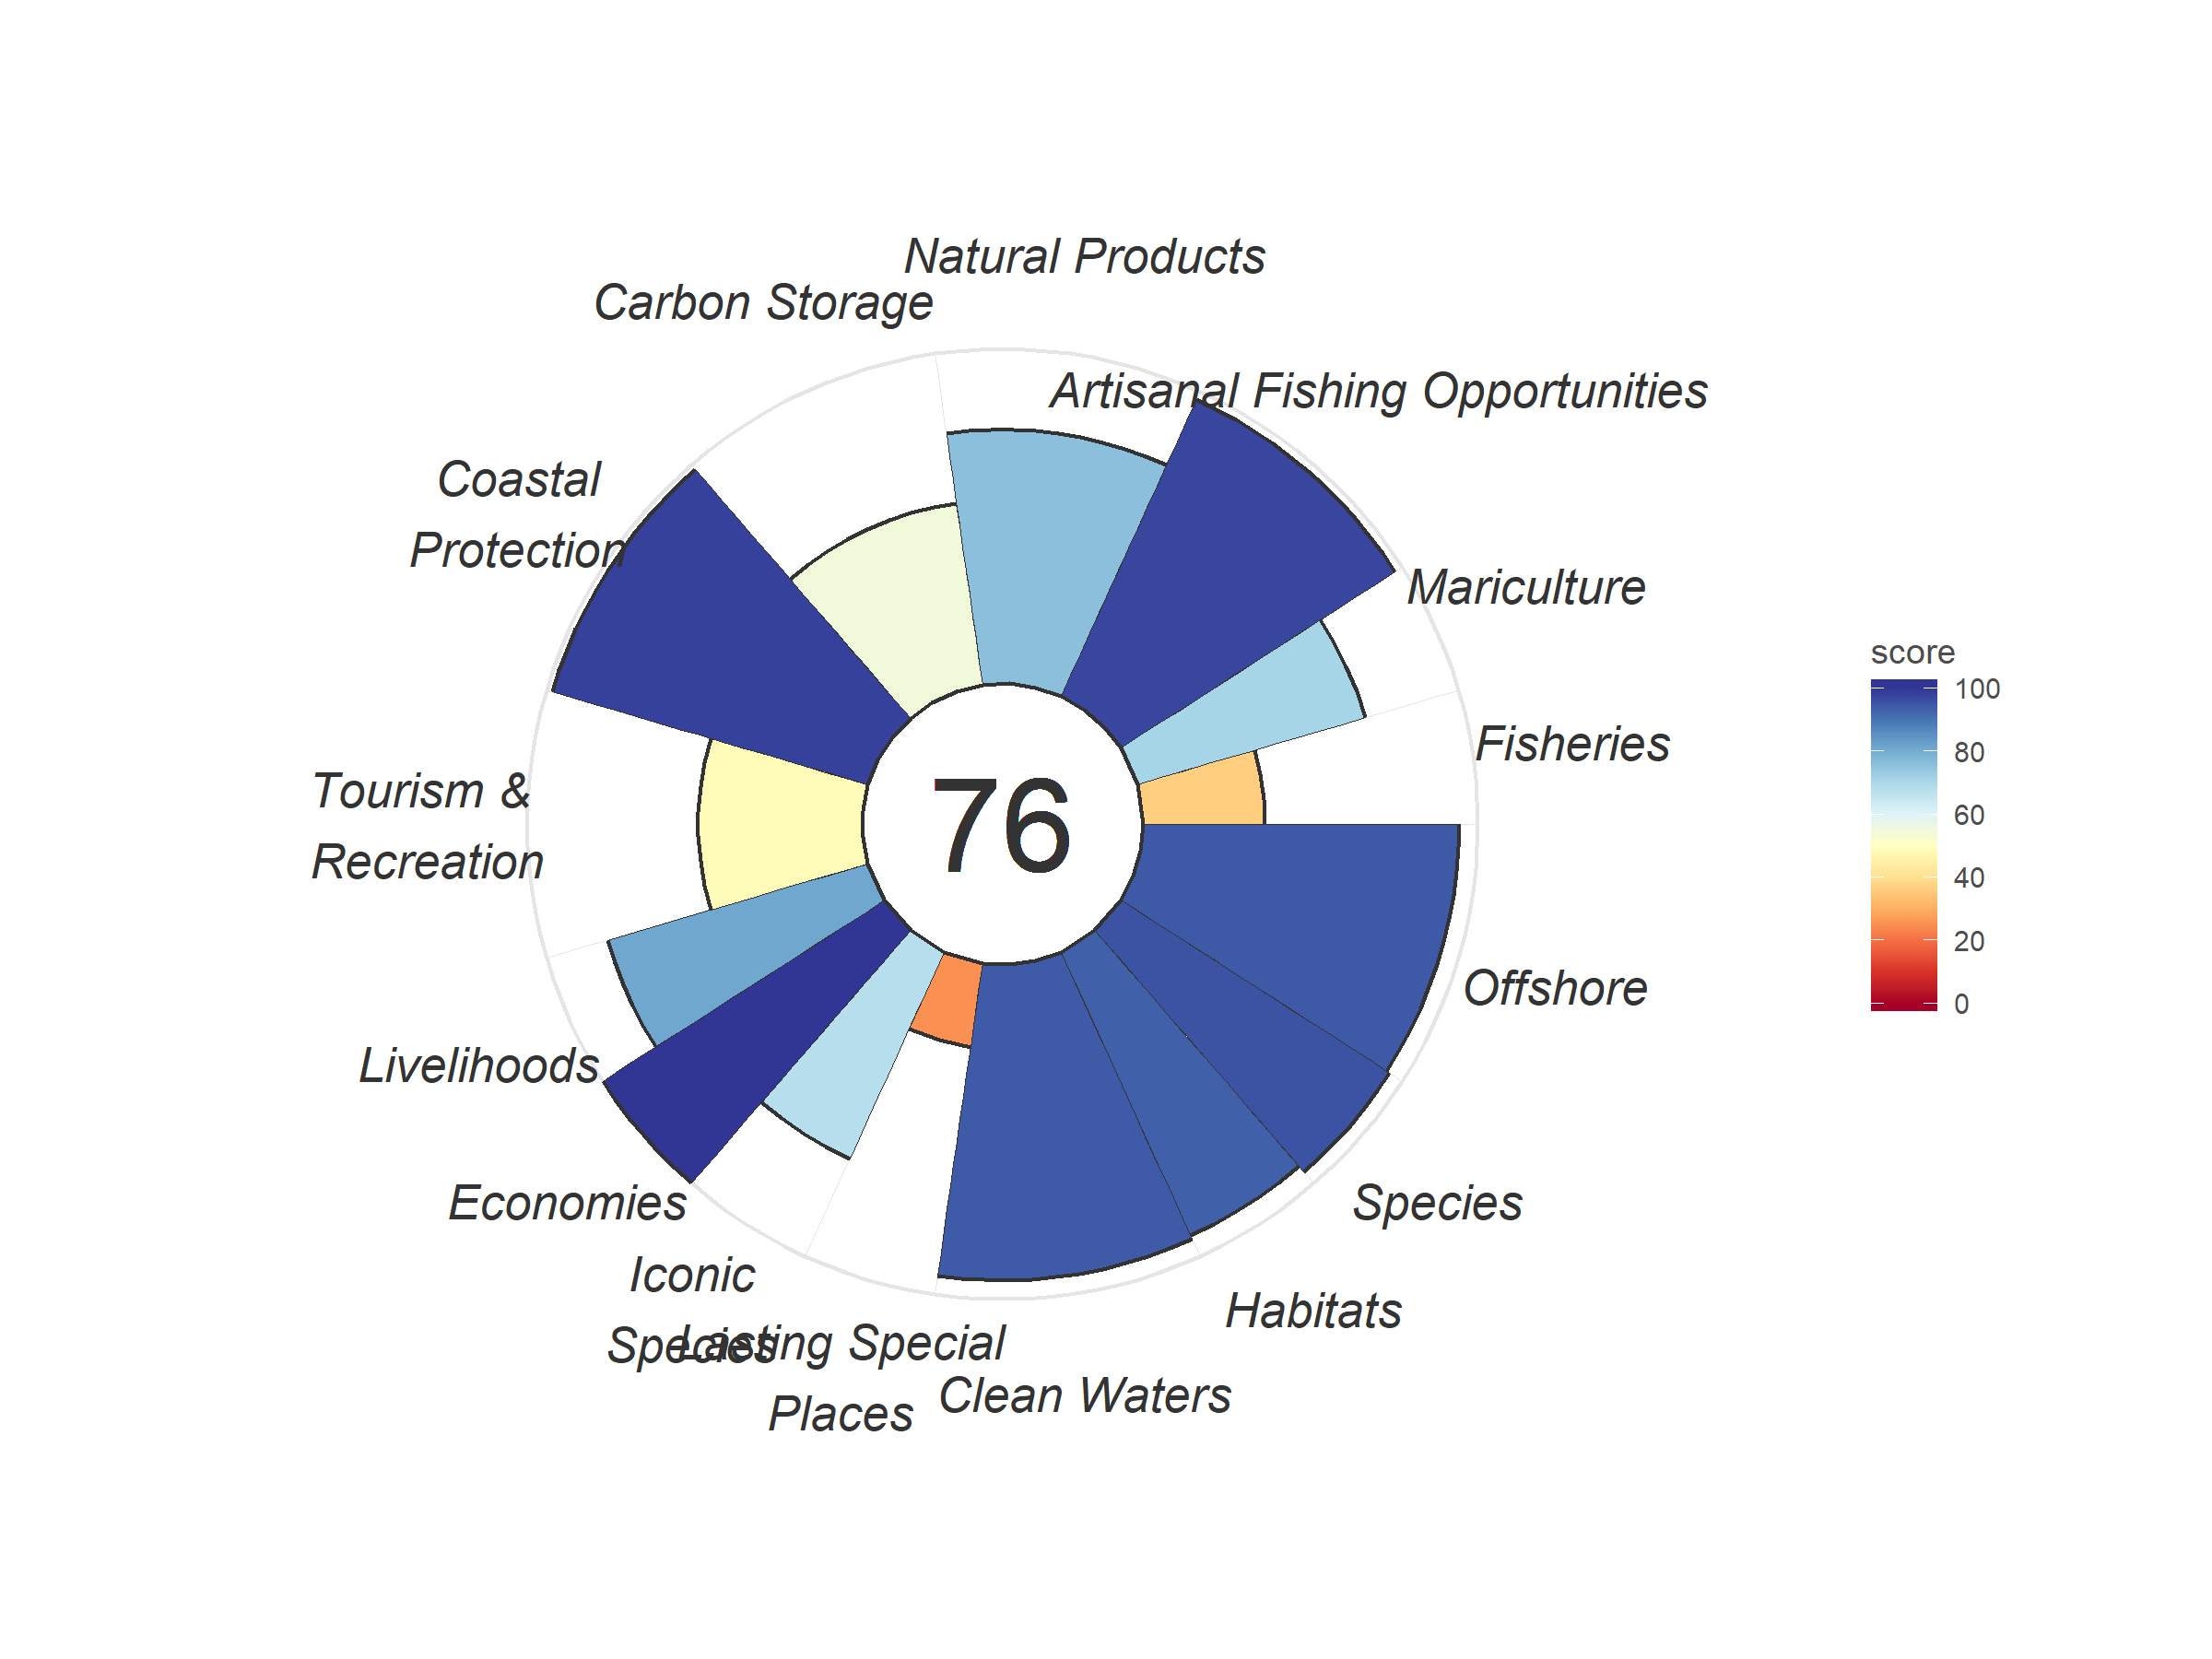 Natural Products
Carbon Storage
Artisanal Fishing Opportunities
Coastal
Protection
Mariculture
Fisheries
Tourism &
Recreation
76
Offshore
Livelihoods
Economies
Species
Iconic
Species
Habitats
Lasting Special
Places
Clean Waters
score
100
80
60
40
20
0